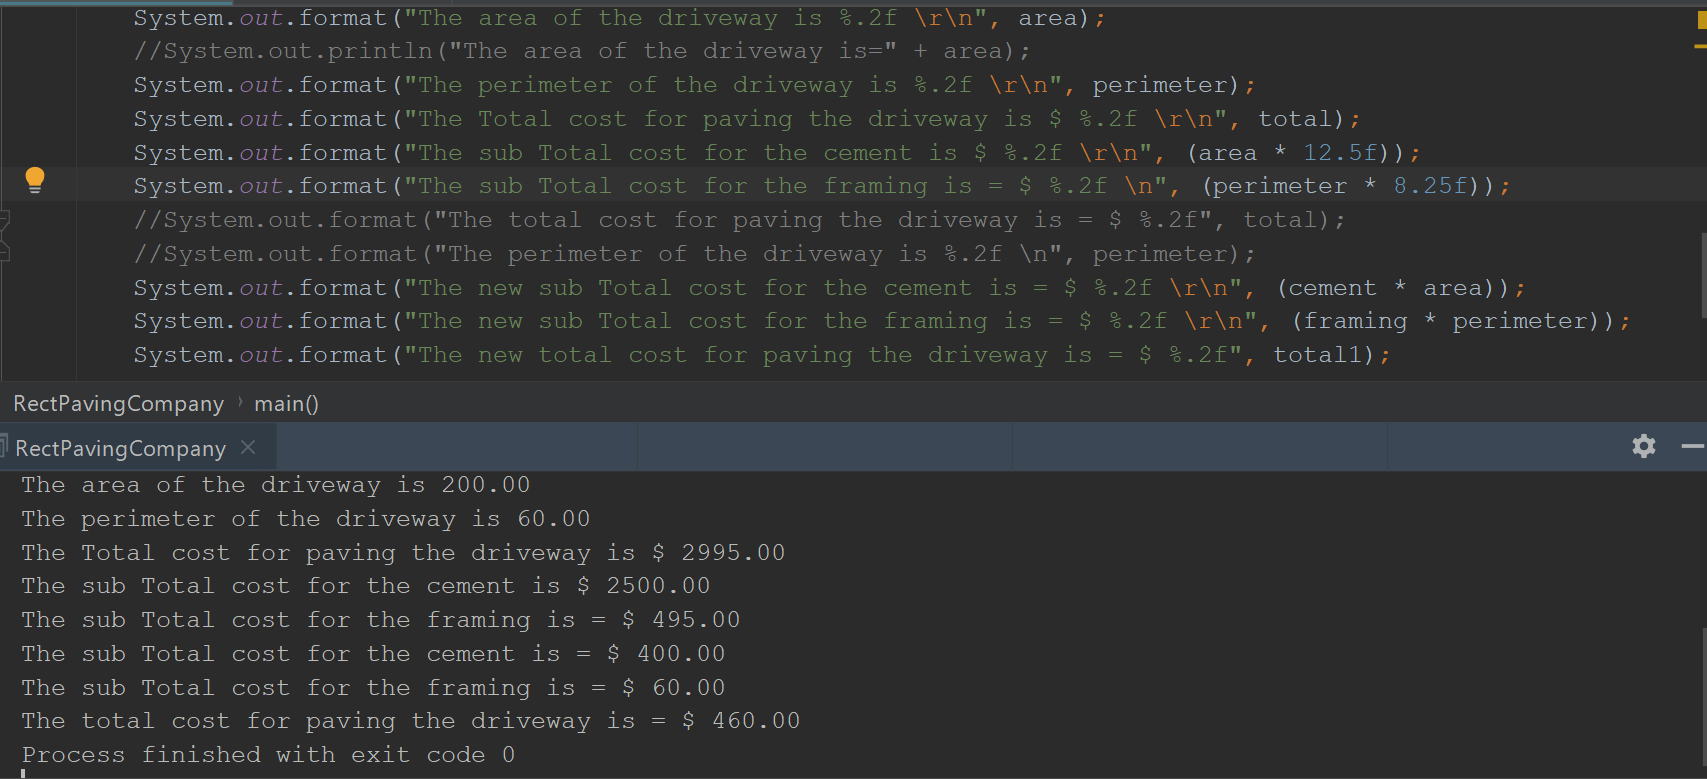 System.out.format("The area of the driveway is %.2f \r\n", area);
//System.out.println("The area of the driveway is=" + area);
System.out.format("The perimeter of the driveway is %.2f \r\n", perimeter);
System.out.format("The Total cost for paving the driveway is $ %.2f \r\n", total);
System.out.format("The sub Total cost for the cement is $ %.2f \r\n", (area * 12.5f));
System.out.format("The sub Total cost for the framing is = $ %.2f \n", (perimeter * 8.25f));
//System.out.format("The total cost for paving the driveway is = $ %.2f", total);
//System.out.format("The perimeter of the driveway is %.2f \n", perimeter);
System.out.format("The new sub Total cost for the cement is = $ %.2f \r\n", (cement * area));
System.out.format("The new sub Total cost for the framing is = $ %.2f \r\n", (framing * perimeter));
System.out.format("The new total cost for paving the driveway is = $ %.2f", total1);
RectPavingCompany › main()
RectPavingCompany ×
The area of the driveway is 200.00
The perimeter of the driveway is 60.00
The Total cost for paving the driveway is $ 2995.00
The sub Total cost for the cement is $ 2500.00
The sub Total cost for the framing is = $ 495.00
The sub Total cost for the cement is = $ 400.00
The sub Total cost for the framing is = $ 60.00
The total cost for paving the driveway is = $ 460.00
Process finished with exit code 0